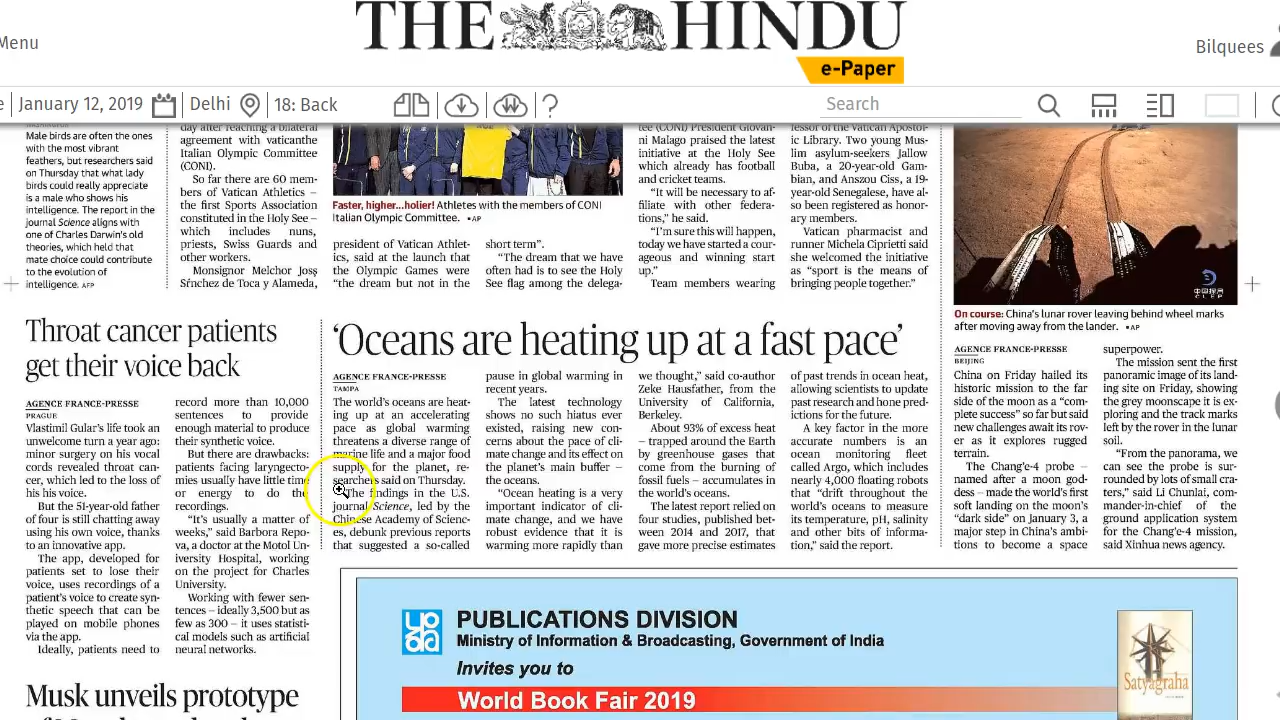 THE HINDU
e-Paper
Menu
Bilquees
e
January 12, 2019
Delhi
18: Back
?
Search
Male birds are often the ones
with the most vibrant
feathers, but researchers said
on Thursday that what lady
birds could really appreciate
is a male who shows his
intelligence. The report in the
journal Science aligns with
one of Charles Darwin's old
theories, which held that
mate choice could contribute
to the evolution of
intelligence. AFP
day after reaching a bilateral
agreement with vaticanthe
Italian Olympic Committee
(CONI).
So far there are 60 mem-
bers of Vatican Athletics –
the first Sports Association
constituted in the Holy See –
which includes nuns,
priests, Swiss Guards and
other workers.
Monsignor Melchor Joss
Sŕnchez de Toca y Alameda,
Faster, higher...holier! Athletes with the members of CONI
Italian Olympic Committee. •AP
president of Vatican Athlet-
ics, said at the launch that
the Olympic Games were
“the dream but not in the
short term”.
“The dream that we have
often had is to see the Holy
See flag among the delega-
tee (CONI) President Giovan-
ni Malago praised the latest
initiative at the Holy See
which already has football
and cricket teams.
“It will be necessary to af-
filiate with other federa-
tions,” he said.
“I'm sure this will happen,
today we have started a cour-
ageous and winning start
up.”
Team members wearing
fessor of the Vatican Apostol-
ic Library. Two young Mus-
lim asylum-seekers Jallow
Buba, a 20-year-old Gam-
bian, and Anszou Ciss, a 19-
year-old Senegalese, have al-
so been registered as honor-
ary members.
Vatican pharmacist and
runner Michela Ciprietti said
she welcomed the initiative
as “sport is the means of
bringing people together.”
CLEP
On course: China's lunar rover leaving behind wheel marks
after moving away from the lander. •AP
Throat cancer patients
get their voice back
AGENCE FRANCE-PRESSE
PRAGUE
Vlastimil Gular's life took an
unwelcome turn a year ago:
minor surgery on his vocal
cords revealed throat can-
cer, which led to the loss of
his his voice.
But the 51-year-old father
of four is still chatting away
using his own voice, thanks
to an innovative app.
The app, developed for
patients set to lose their
voice, uses recordings of a
patient's voice to create syn-
thetic speech that can be
played on mobile phones
via the app.
Ideally, patients need to
record more than 10,000
sentences to provide
enough material to produce
their synthetic voice.
But there are drawbacks:
patients facing laryngecto-
mies usually have little time
or energy to do the
recordings.
“It's usually a matter of
weeks,” said Barbora Repo-
va, a doctor at the Motol Un-
iversity Hospital, working
on the project for Charles
University.
Working with fewer sen-
tences – ideally 3,500 but as
few as 300 – it uses statisti-
cal models such as artificial
neural networks.
‘Oceans are heating up at a fast pace’
AGENCE FRANCE-PRESSE
TAMPA
The world's oceans are heat-
ing up at an accelerating
pace as global warming
threatens a diverse range of
marine life and a major food
supply for the planet, re-
searchers said on Thursday.
The findings in the U.S.
journal Science, led by the
Chinese Academy of Scienc-
es, debunk previous reports
that suggested a so-called
pause in global warming in
recent years.
The latest technology
shows no such hiatus ever
existed, raising new con-
cerns about the pace of cli-
mate change and its effect on
the planet's main buffer –
the oceans.
“Ocean heating is a very
important indicator of cli-
mate change, and we have
robust evidence that it is
warming more rapidly than
we thought,” said co-author
Zeke Hausfather, from the
University of California,
Berkeley.
About 93% of excess heat
– trapped around the Earth
by greenhouse gases that
come from the burning of
fossil fuels – accumulates in
the world's oceans.
The latest report relied on
four studies, published bet-
ween 2014 and 2017, that
gave more precise estimates
of past trends in ocean heat,
allowing scientists to update
past research and hone pred-
ictions for the future.
A key factor in the more
accurate numbers is an
ocean monitoring fleet
called Argo, which includes
nearly 4,000 floating robots
that “drift throughout the
world's oceans to measure
its temperature, pH, salinity
and other bits of informa-
tion,” said the report.
AGENCE FRANCE-PRESSE
BEIJING
China on Friday hailed its
historic mission to the far
side of the moon as a “com-
plete success” so far but said
new challenges await its rov-
er as it explores rugged
terrain.
The Chang'e-4 probe –
named after a moon god-
dess – made the world's first
soft landing on the moon's
“dark side” on January 3, a
major step in China's ambi-
tions to become a space
superpower.
The mission sent the first
panoramic image of its land-
ing site on Friday, showing
the grey moonscape it is ex-
ploring and the track marks
left by the rover in the lunar
soil.
“From the panorama, we
can see the probe is sur-
rounded by lots of small cra-
ters,” said Li Chunlai, com-
mander-in-chief of the
ground application system
for the Chang'e-4 mission,
said Xinhua news agency.
Musk unveils prototype
PUBLICATIONS DIVISION
Ministry of Information & Broadcasting, Government of India
Invites you to
World Book Fair 2019
Satyagraha